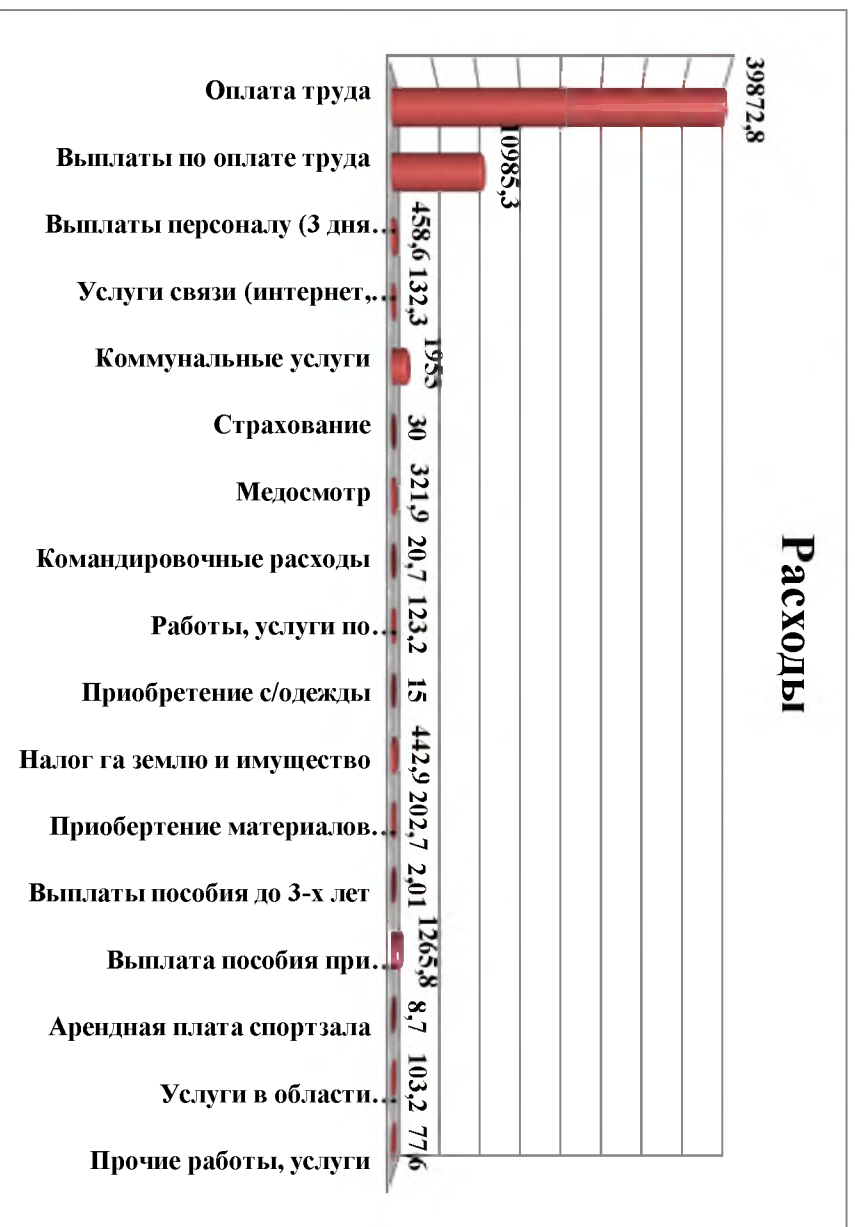 Расходы
39872,8
Оплата труда
10985,3
Выплаты по оплате труда
458,6
Выплаты персоналу (3 дня…
132,3
Услуги связи (интернет,…
1955
Коммунальные услуги
30
Страхование
321,9
Медосмотр
20,7
Командировочные расходы
123,2
Работы, услуги по…
15
Приобретение с/одежды
442,9
Налог га землю и имущество
202,7
Приобертение материалов…
2,01
Выплаты пособия до 3-х лет
1265,8
Выплата пособия при…
8,7
Арендная плата спортзала
103,2
Услуги в области…
77,6
Прочие работы, услуги